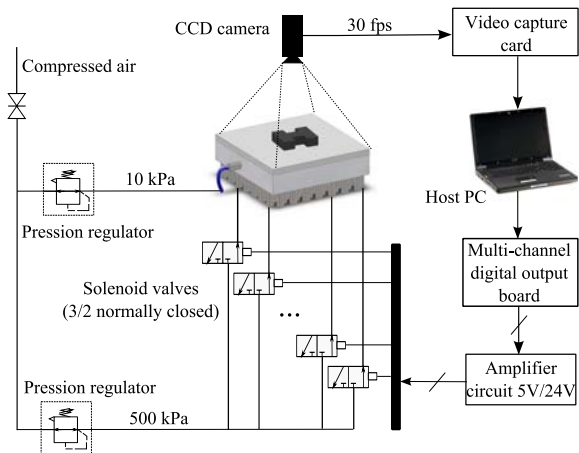 CCD camera
30 fps
Video capture
card
Compressed air
10 kPa
Host PC
Pression regulator
Multi-channel
digital output
board
Solenoid valves
(3/2 normally closed)
...
Pression regulator
500 kPa
Amplifier
circuit 5V/24V